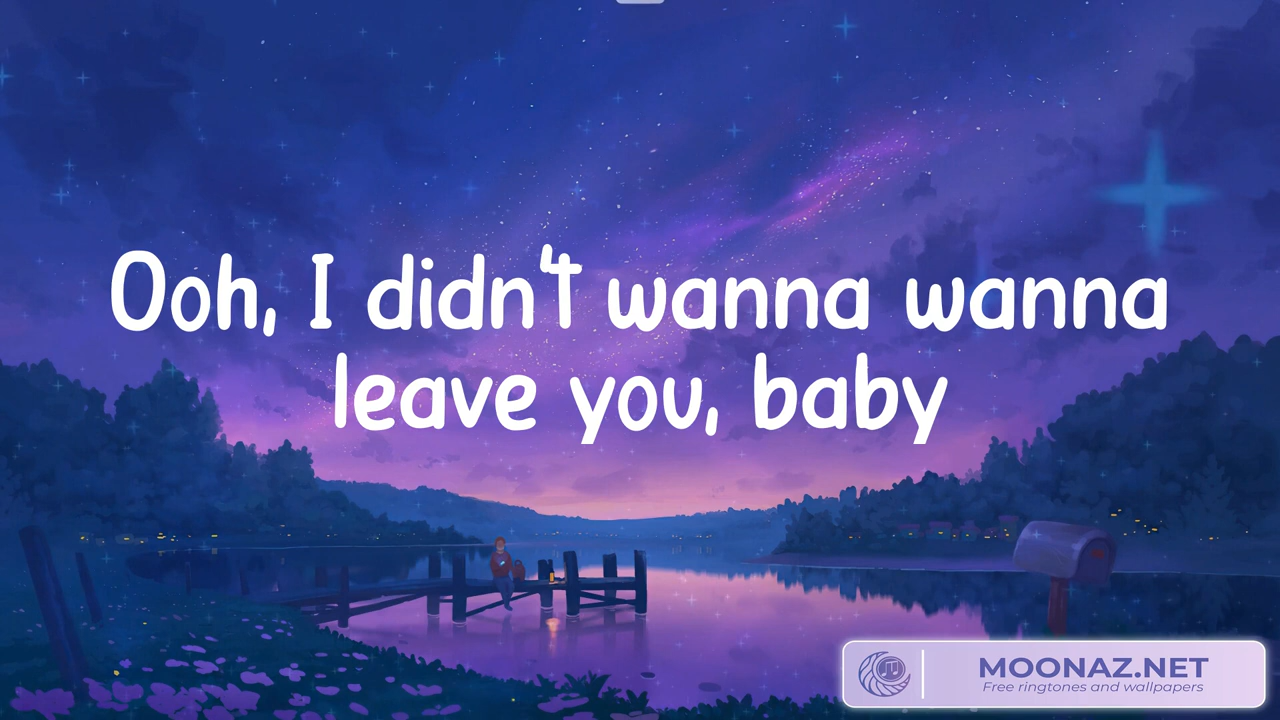 Ooh, I didn't wanna wanna
leave you, baby
MOONAZ.NET
Free ringtones and wallpapers